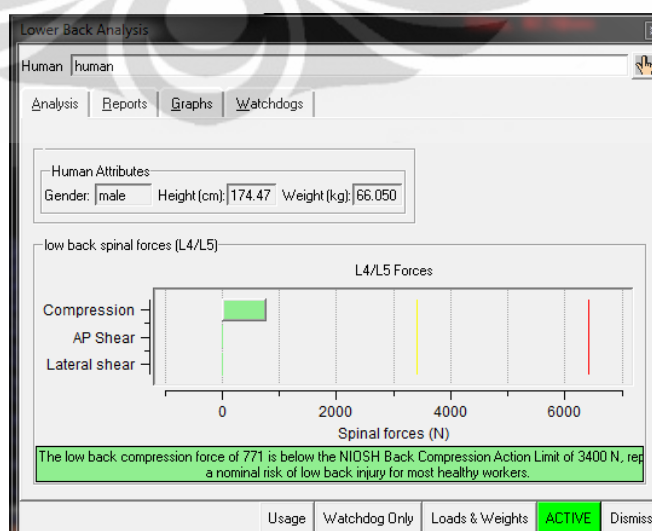 Lower Back Analysis
Human human
Analysis Reports Graphs Watchdogs
Human Attributes
Gender: male Height (cm): 174.47 Weight (kg): 66.050
low back spinal forces (L4/L5)
L4/L5 Forces
Compression
AP Shear
Lateral shear
0 2000 4000 6000
Spinal forces (N)
The low back compression force of 771 is below the NIOSH Back Compression Action Limit of 3400 N, rep
a nominal risk of low back injury for most healthy workers.
Usage Watchdog Only Loads & Weights ACTIVE Dismiss